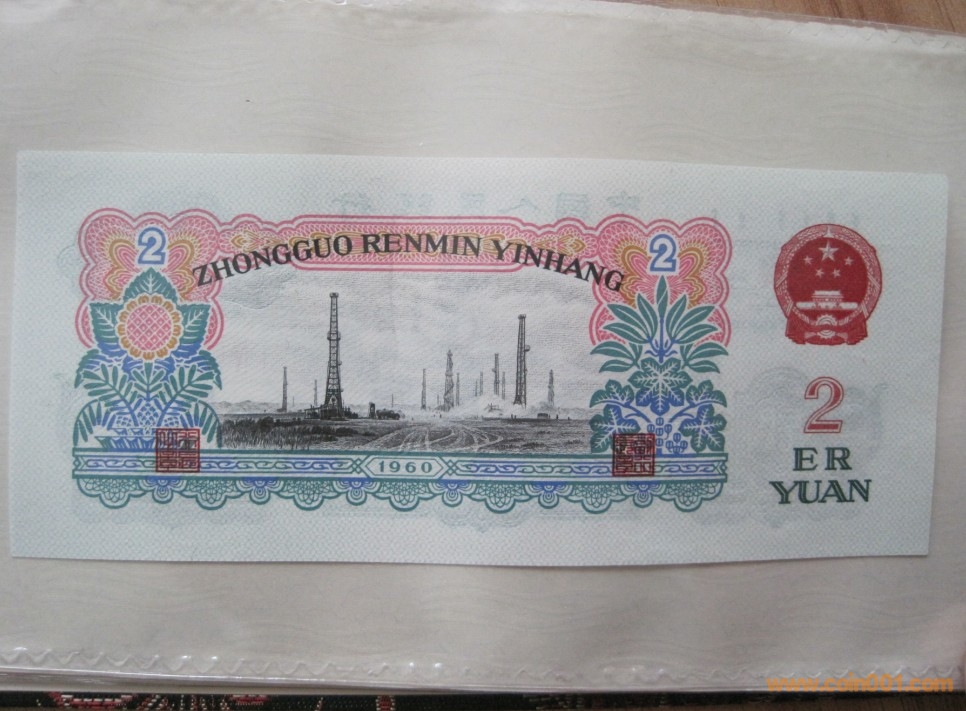 2
2
ZHONGGUO RENMIN YINHANG
1960
2
ER
YUAN
www.coin001.com